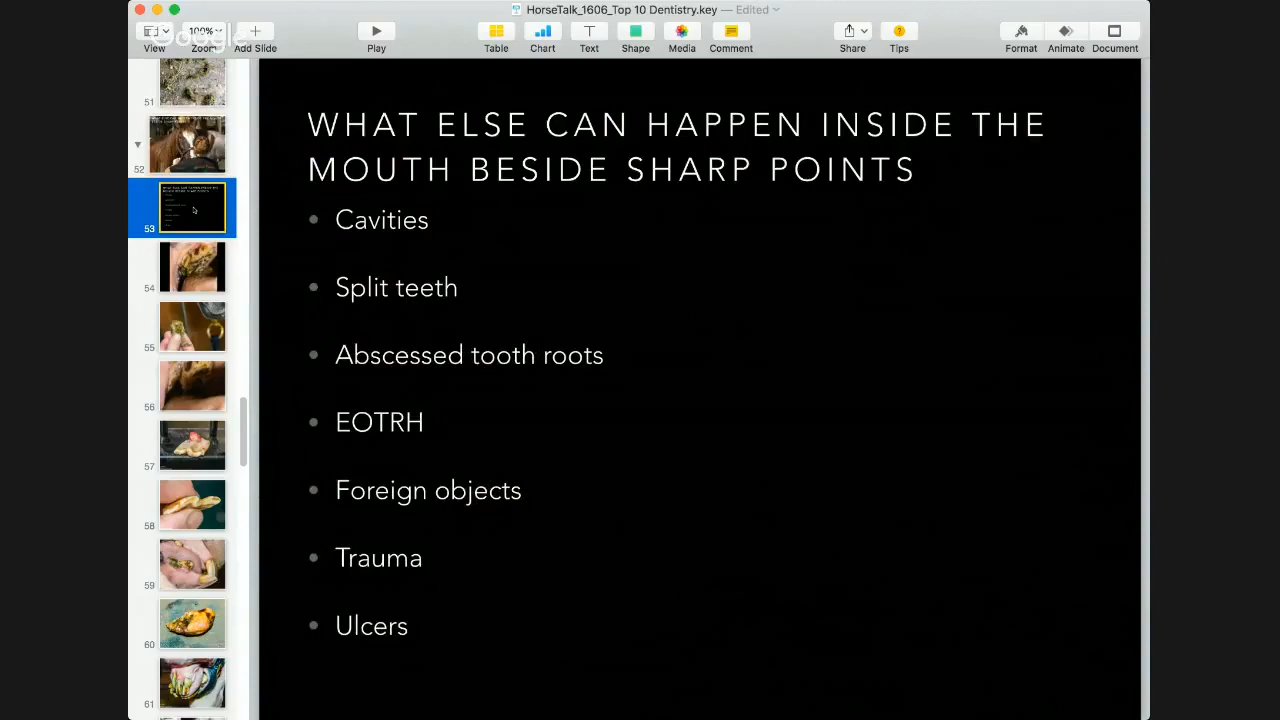 HorseTalk_1606_Top 10 Dentistry.key — Edited
100%
Google
View
Zoom
Add Slide
Play
Table
Chart
Text
Shape
Media
Comment
Share
Tips
Format
Animate
Document
51
52
53
54
55
56
57
58
59
60
61
WHAT ELSE CAN HAPPEN INSIDE THE
MOUTH BESIDE SHARP POINTS
• Cavities
• Split teeth
• Abscessed tooth roots
• EOTRH
• Foreign objects
• Trauma
• Ulcers